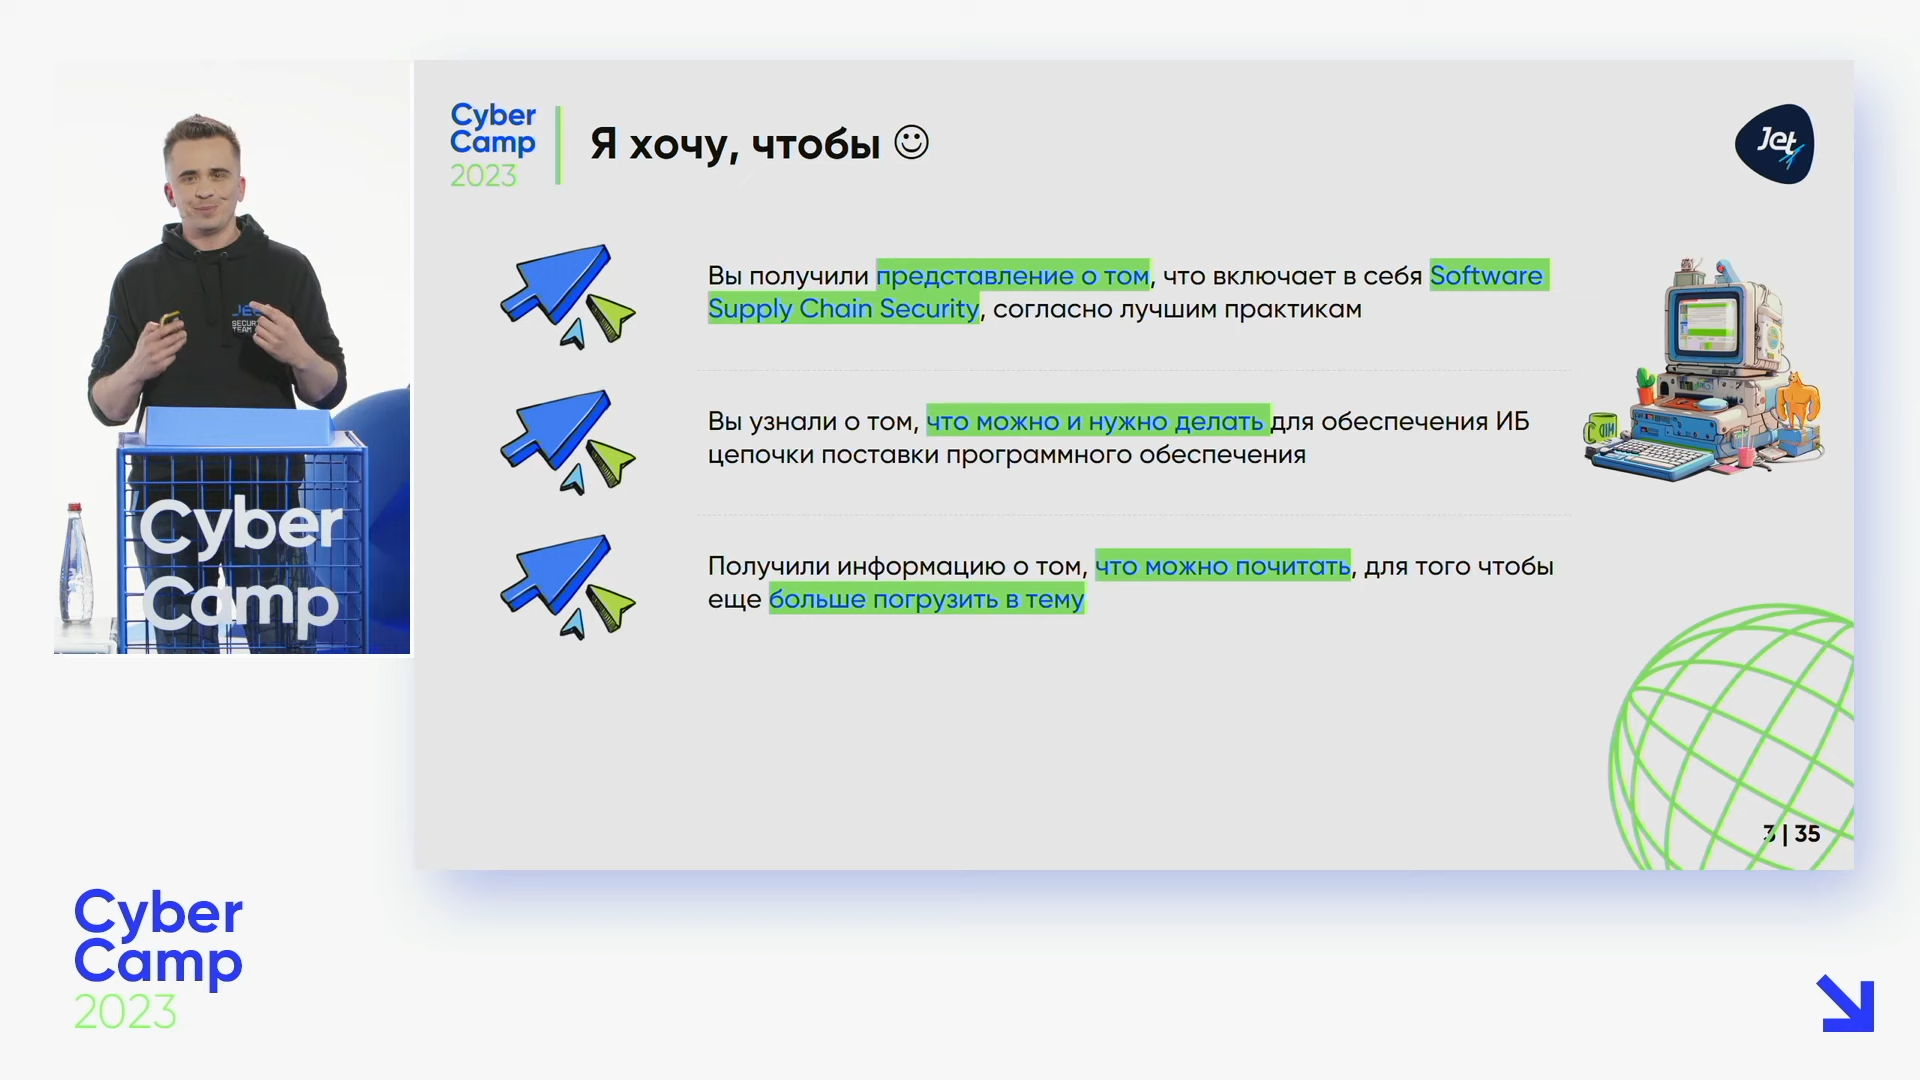 Cyber
Camp
2023
Я хочу, чтобы ☺
Jet
Вы получили представление о том, что включает в себя Software
Supply Chain Security, согласно лучшим практикам
Вы узнали о том, что можно и нужно делать для обеспечения ИБ
цепочки поставки программного обеспечения
Получили информацию о том, что можно почитать, для того чтобы
еще больше погрузить в тему
3 | 35
Cyber
Camp
Cyber
Camp
2023